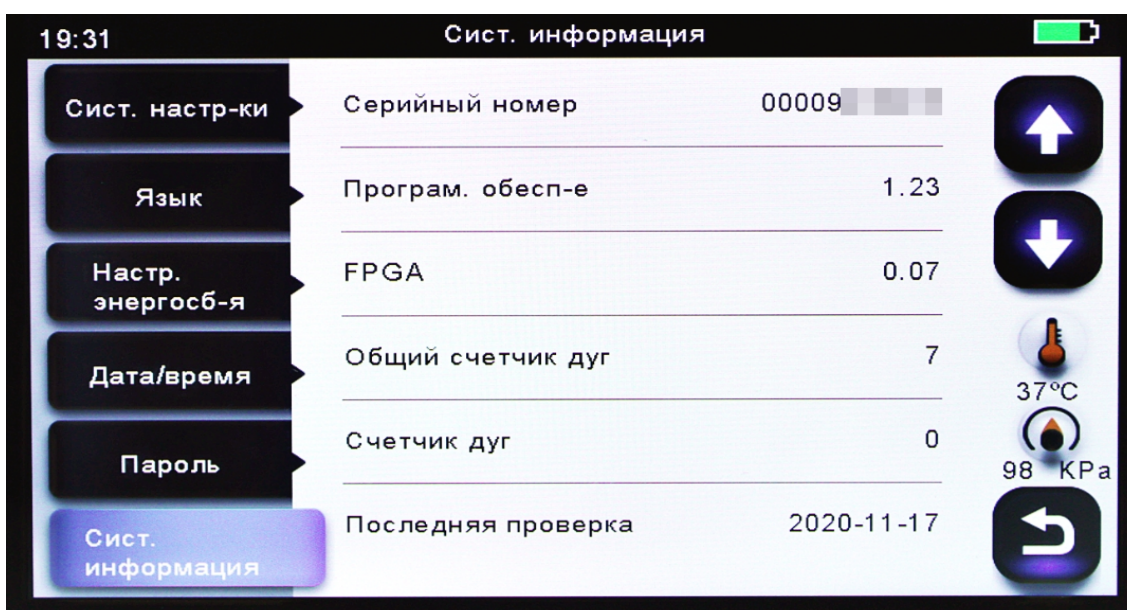 19:31 Сист. информация
Сист. настр-ки
Язык
Настр.
энергосб-я
Дата/время
Пароль
Сист.
информация
Серийный номер 00009
Програм. обесп-е 1.23
FPGA 0.07
Общий счетчик дуг 7
Счетчик дуг 0
Последняя проверка 2020-11-17
37°C
98 KPa